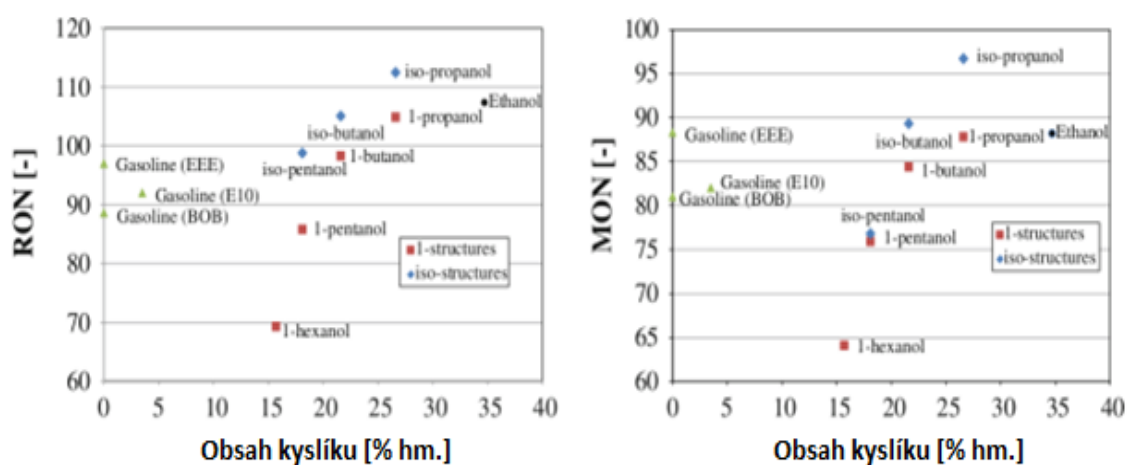 120
110
100
90
80
70
60
RON [-]
iso-propanol
Ethanol
1-propanol
iso-butanol
1-butanol
iso-pentanol
Gasoline (EEE)
Gasoline (E10)
Gasoline (BOB)
1-pentanol
1-structures
iso-structures
1-hexanol
0 5 10 15 20 25 30 35 40
Obsah kyslíku [% hm.]
100
95
90
85
80
75
70
65
60
MON [-]
iso-propanol
Gasoline (EEE)
iso-butanol
1-propanol
Ethanol
1-butanol
Gasoline (E10)
Gasoline (BOB)
iso-pentanol
1-pentanol
1-structures
iso-structures
1-hexanol
0 5 10 15 20 25 30 35 40
Obsah kyslíku [% hm.]